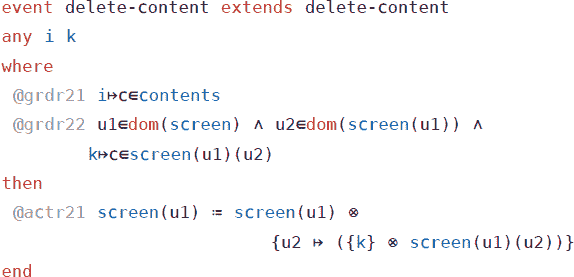 event delete-content extends delete-content
any i k
where
@grdr21 i↦c∈contents
@grdr22 u1∈dom(screen) ∧ u2∈dom(screen(u1)) ∧
k↦c∈screen(u1)(u2)
then
@actr21 screen(u1) ≔ screen(u1) ⊗
{u2 ↦ ({k} ⊗ screen(u1)(u2))}
end